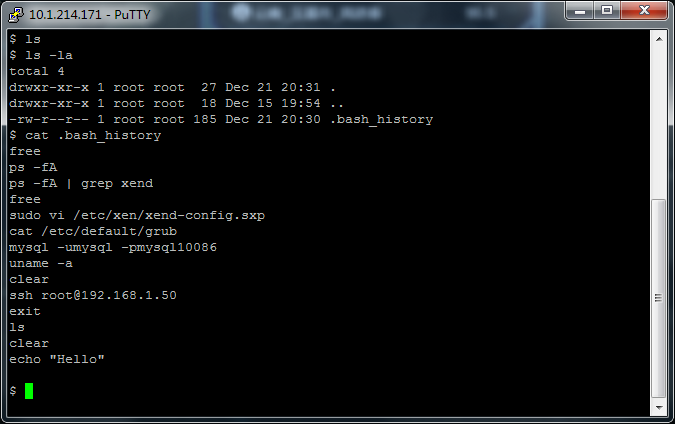 10.1.214.171 - PuTTY
$ ls
$ ls -la
total 4
drwxr-xr-x 1 root root  27 Dec 21 20:31 .
drwxr-xr-x 1 root root  18 Dec 15 19:54 ..
-rw-r--r-- 1 root root 185 Dec 21 20:30 .bash_history
$ cat .bash_history
free
ps -fA
ps -fA | grep xend
free
sudo vi /etc/xen/xend-config.sxp
cat /etc/default/grub
mysql -umysql -pmysql10086
uname -a
clear
ssh root@192.168.1.50
exit
ls
clear
echo "Hello"
$